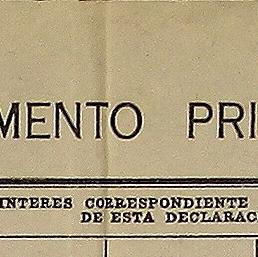 MENTO PRI
INTERES CORRESPONDIENTE
DE ESTA DECLARAC